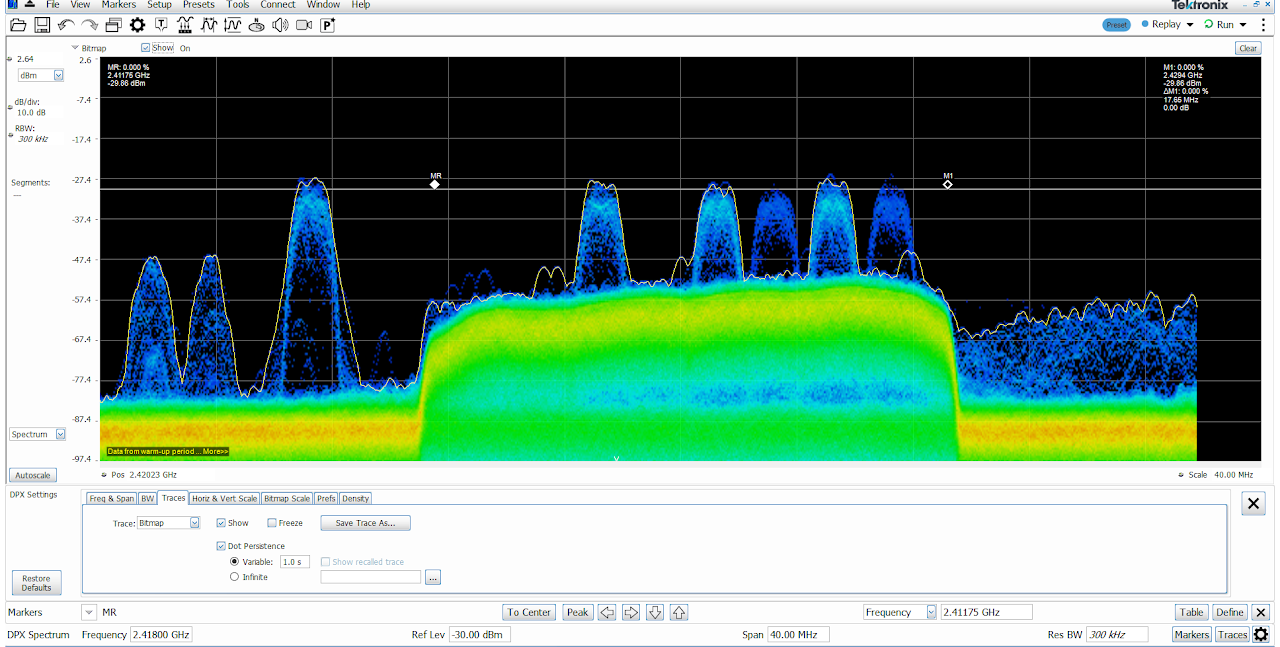 File View Markers Setup Presets Tools Connect Window Help
Tektronix
Preset Replay Run
Bitmap Show On Clear
2.64
dBm
dB/div:
10.0 dB
RBW:
300 kHz
Segments:
Spectrum
Autoscale
2.6
-7.4
-17.4
-27.4
-37.4
-47.4
-57.4
-67.4
-77.4
-87.4
-97.4
MR: 0.000 %
2.41175 GHz
-29.86 dBm
M1: 0.000 %
2.4294 GHz
-29.86 dBm
ΔM1: 0.000 %
17.65 MHz
0.00 dB
MR
M1
Data from warm-up period... More>>
Pos 2.42023 GHz
Scale 40.00 MHz
DPX Settings
Freq & Span BW Traces Horiz & Vert Scale Bitmap Scale Prefs Density
Trace: Bitmap Show Freeze Save Trace As...
Dot Persistence
Variable: 1.0 s Show recalled trace
Infinite ...
Restore
Defaults
Markers MR To Center Peak Frequency 2.41175 GHz Table Define
DPX Spectrum Frequency 2.41800 GHz Ref Lev -30.00 dBm Span 40.00 MHz Res BW 300 kHz Markers Traces